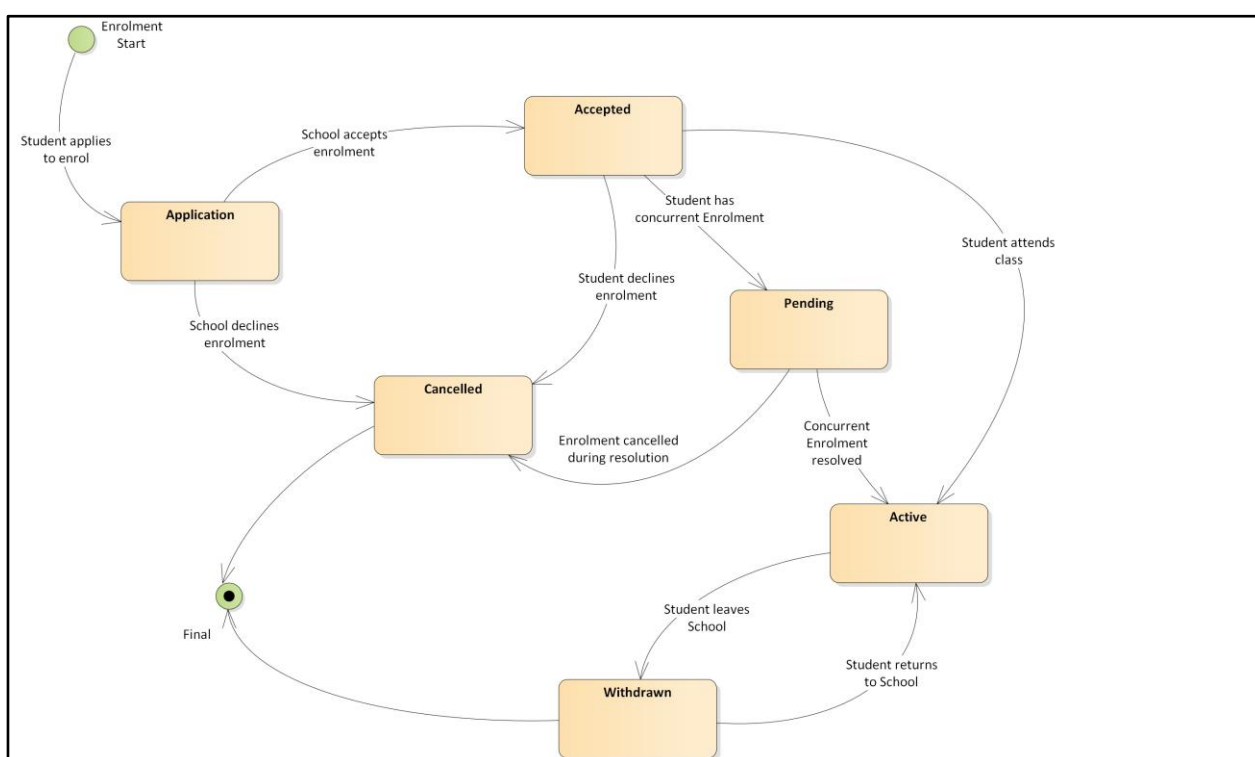 Enrolment
Start
Student applies
to enrol
Application
School accepts
enrolment
Accepted
School declines
enrolment
Student declines
enrolment
Student has
concurrent Enrolment
Student attends
class
Pending
Cancelled
Enrolment cancelled
during resolution
Concurrent
Enrolment
resolved
Active
Final
Student leaves
School
Student returns
to School
Withdrawn